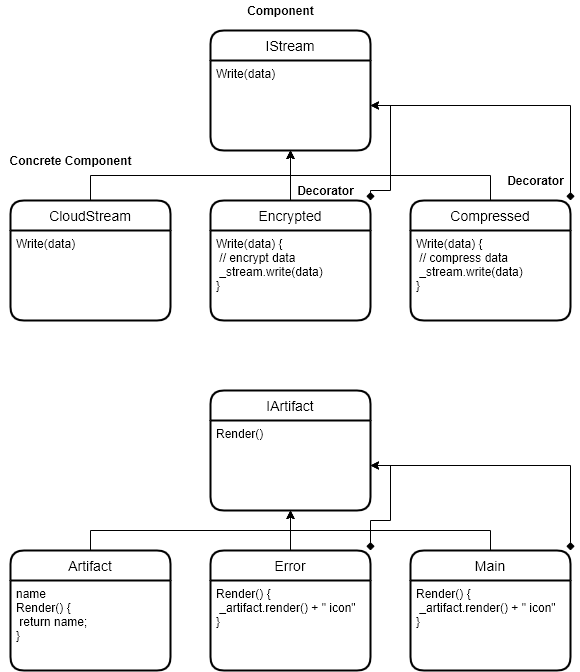 Component
IStream
Write(data)
Concrete Component
Decorator
Decorator
CloudStream
Write(data)
Encrypted
Write(data) {
// encrypt data
_stream.write(data)
}
Compressed
Write(data) {
// compress data
_stream.write(data)
}
IArtifact
Render()
Artifact
name
Render() {
return name;
}
Error
Render() {
_artifact.render() + " icon"
}
Main
Render() {
_artifact.render() + " icon"
}